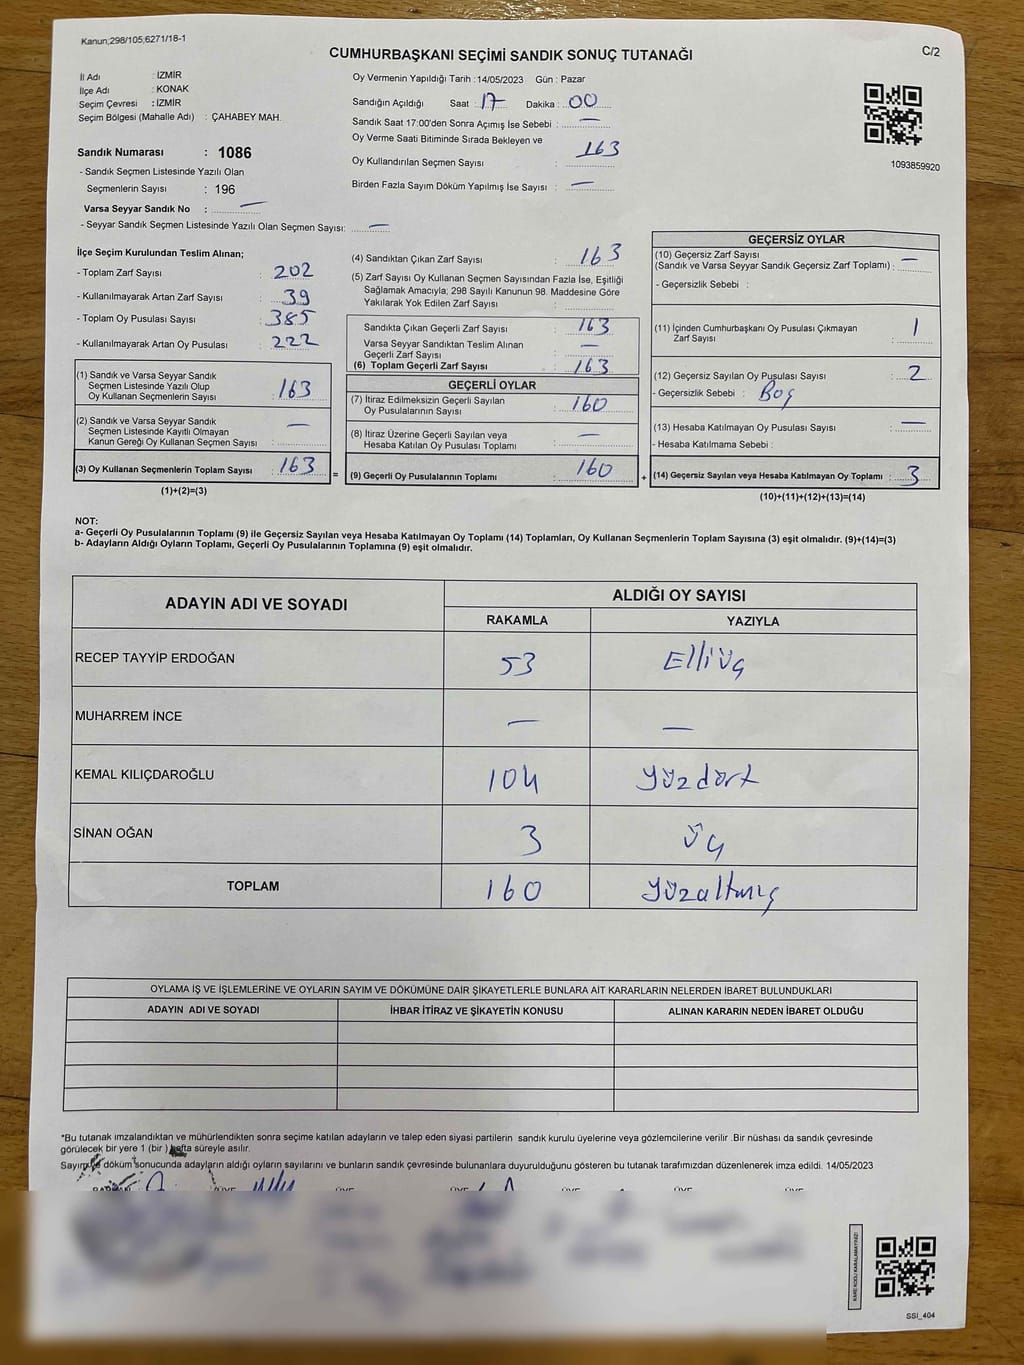 Kanun;298/105;6271/18-1
CUMHURBAŞKANI SEÇİMİ SANDIK SONUÇ TUTANAĞI
C/2
İl Adı : İZMİR
İlçe Adı : KONAK
Seçim Çevresi : İZMİR
Seçim Bölgesi (Mahalle Adı) : ÇAHABEY MAH.
Sandık Numarası : 1086
- Sandık Seçmen Listesinde Yazılı Olan
Seçmenlerin Sayısı : 196
Varsa Seyyar Sandık No : —
- Seyyar Sandık Seçmen Listesinde Yazılı Olan Seçmen Sayısı: —
Oy Vermenin Yapıldığı Tarih : 14/05/2023 Gün : Pazar
Sandığın Açıldığı Saat : 17 Dakika : 00
Sandık Saat 17:00'den Sonra Açımış İse Sebebi : —
Oy Verme Saati Bitiminde Sırada Bekleyen ve
Oy Kullandırılan Seçmen Sayısı : 163
Birden Fazla Sayım Döküm Yapılmış İse Sayısı : —
1093859920
İlçe Seçim Kurulundan Teslim Alınan;
- Toplam Zarf Sayısı : 202
- Kullanılmayarak Artan Zarf Sayısı : 39
- Toplam Oy Pusulası Sayısı : 385
- Kullanılmayarak Artan Oy Pusulası : 222
(1) Sandık ve Varsa Seyyar Sandık
Seçmen Listesinde Yazılı Olup
Oy Kullanan Seçmenlerin Sayısı : 163
(2) Sandık ve Varsa Seyyar Sandık
Seçmen Listesinde Kayıtlı Olmayan
Kanun Gereği Oy Kullanan Seçmen Sayısı : —
(3) Oy Kullanan Seçmenlerin Toplam Sayısı : 163 =
(1)+(2)=(3)
(4) Sandıktan Çıkan Zarf Sayısı : 163
(5) Zarf Sayısı Oy Kullanan Seçmen Sayısından Fazla İse, Eşitliği
Sağlamak Amacıyla; 298 Sayılı Kanunun 98. Maddesine Göre
Yakılarak Yok Edilen Zarf Sayısı :
Sandıkta Çıkan Geçerli Zarf Sayısı : 163
Varsa Seyyar Sandıktan Teslim Alınan
Geçerli Zarf Sayısı : —
(6) Toplam Geçerli Zarf Sayısı : 163
GEÇERLİ OYLAR
(7) İtiraz Edilmeksizin Geçerli Sayılan
Oy Pusulalarının Sayısı : 160
(8) İtiraz Üzerine Geçerli Sayılan veya
Hesaba Katılan Oy Pusulası Toplamı : —
(9) Geçerli Oy Pusulalarının Toplamı : 160 +
GEÇERSİZ OYLAR
(10) Geçersiz Zarf Sayısı
(Sandık ve Varsa Seyyar Sandık Geçersiz Zarf Toplamı) : —
- Geçersizlik Sebebi :
(11) İçinden Cumhurbaşkanı Oy Pusulası Çıkmayan
Zarf Sayısı : 1
(12) Geçersiz Sayılan Oy Pusulası Sayısı : 2
- Geçersizlik Sebebi : Boş
(13) Hesaba Katılmayan Oy Pusulası Sayısı : —
- Hesaba Katılmama Sebebi :
(14) Geçersiz Sayılan veya Hesaba Katılmayan Oy Toplamı : 3
(10)+(11)+(12)+(13)=(14)
NOT:
a- Geçerli Oy Pusulalarının Toplamı (9) ile Geçersiz Sayılan veya Hesaba Katılmayan Oy Toplamı (14) Toplamları, Oy Kullanan Seçmenlerin Toplam Sayısına (3) eşit olmalıdır. (9)+(14)=(3)
b- Adayların Aldığı Oyların Toplamı, Geçerli Oy Pusulalarının Toplamına (9) eşit olmalıdır.
ADAYIN ADI VE SOYADI ALDIĞI OY SAYISI
RAKAMLA YAZIYLA
RECEP TAYYİP ERDOĞAN 53 Elliüç
MUHARREM İNCE — —
KEMAL KILIÇDAROĞLU 104 yüzdört
SİNAN OĞAN 3 üç
TOPLAM 160 yüzaltmış
OYLAMA İŞ VE İŞLEMLERİNE VE OYLARIN SAYIM VE DÖKÜMÜNE DAİR ŞİKAYETLERLE BUNLARA AİT KARARLARIN NELERDEN İBARET BULUNDUKLARI
ADAYIN ADI VE SOYADI İHBAR İTİRAZ VE ŞİKAYETİN KONUSU ALINAN KARARIN NEDEN İBARET OLDUĞU
*Bu tutanak imzalandıktan ve mühürlendikten sonra seçime katılan adayların ve talep eden siyasi partilerin sandık kurulu üyelerine veya gözlemcilerine verilir .Bir nüshası da sandık çevresinde
görülecek bir yere 1 (bir ) hafta süreyle asılır.
Sayım ve döküm sonucunda adayların aldığı oyların sayılarını ve bunların sandık çevresinde bulunanlara duyurulduğunu gösteren bu tutanak tarafımızdan düzenlenerek imza edildi. 14/05/2023
KARE KODU KARALAMAYINIZ!
SSI_404